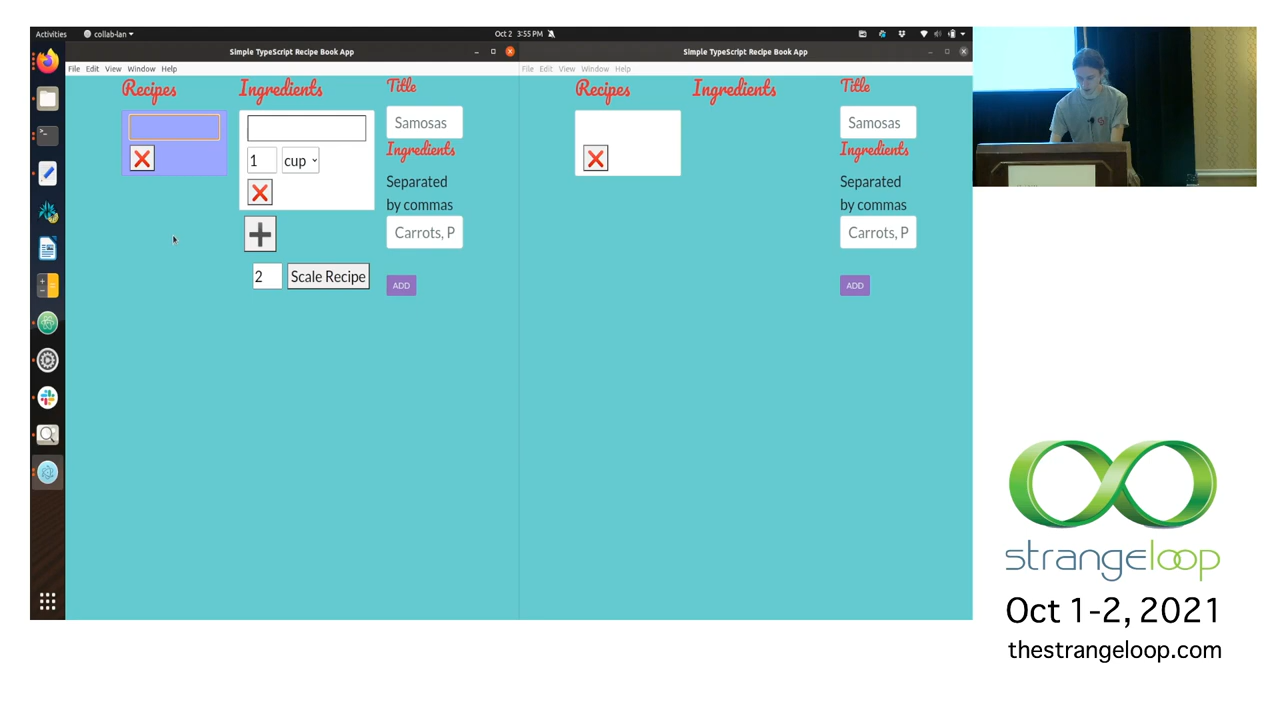 Activities
collab-lan
Oct 2 3:55 PM
Simple TypeScript Recipe Book App
File Edit View Window Help
Recipes
Ingredients
Title
Samosas
Ingredients
1
cup
Separated
by commas
Carrots, P
2
Scale Recipe
ADD
Simple TypeScript Recipe Book App
File Edit View Window Help
Recipes
Ingredients
Title
Samosas
Ingredients
Separated
by commas
Carrots, P
ADD
strangeloop
Oct 1-2, 2021
thestrangeloop.com